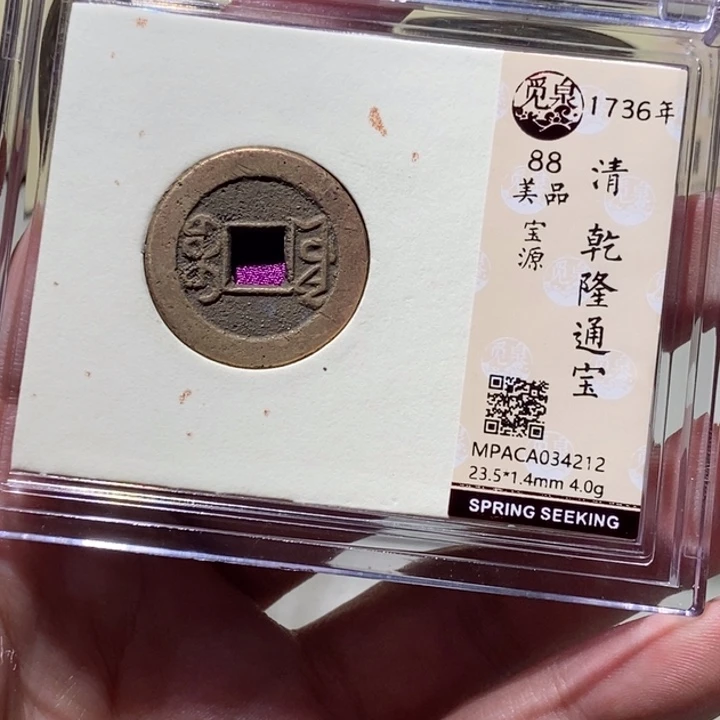 觅泉
1736年
88
美品
宝源
清 乾隆通宝
MPACA034212
23.5*1.4mm 4.0g
SPRING SEEKING